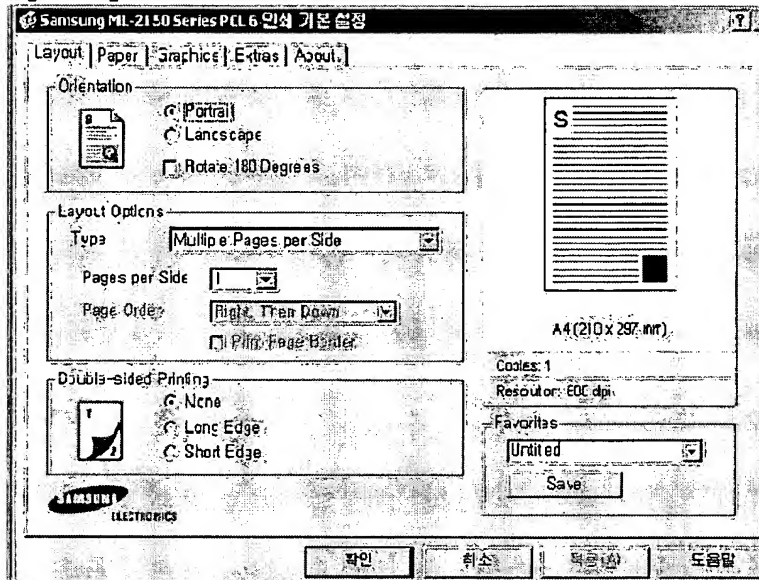 Samsung ML-2150 Series PCL 6 인쇄 기본 설정
Layout Paper Graphics Extras About
Orientation
Portrait
Landscape
Rotate 180 Degrees
Layout Options
Type Multiple Pages per Side
Pages per Side 1
Page Order Right, Then Down
Print Page Border
Double-sided Printing
None
Long Edge
Short Edge
SAMSUNG
ELECTRONICS
S
A4 (210 x 297 mm)
Copies: 1
Resolution: 600 dpi
Favorites
Untitled
Save
확인 취소 적용(A) 도움말